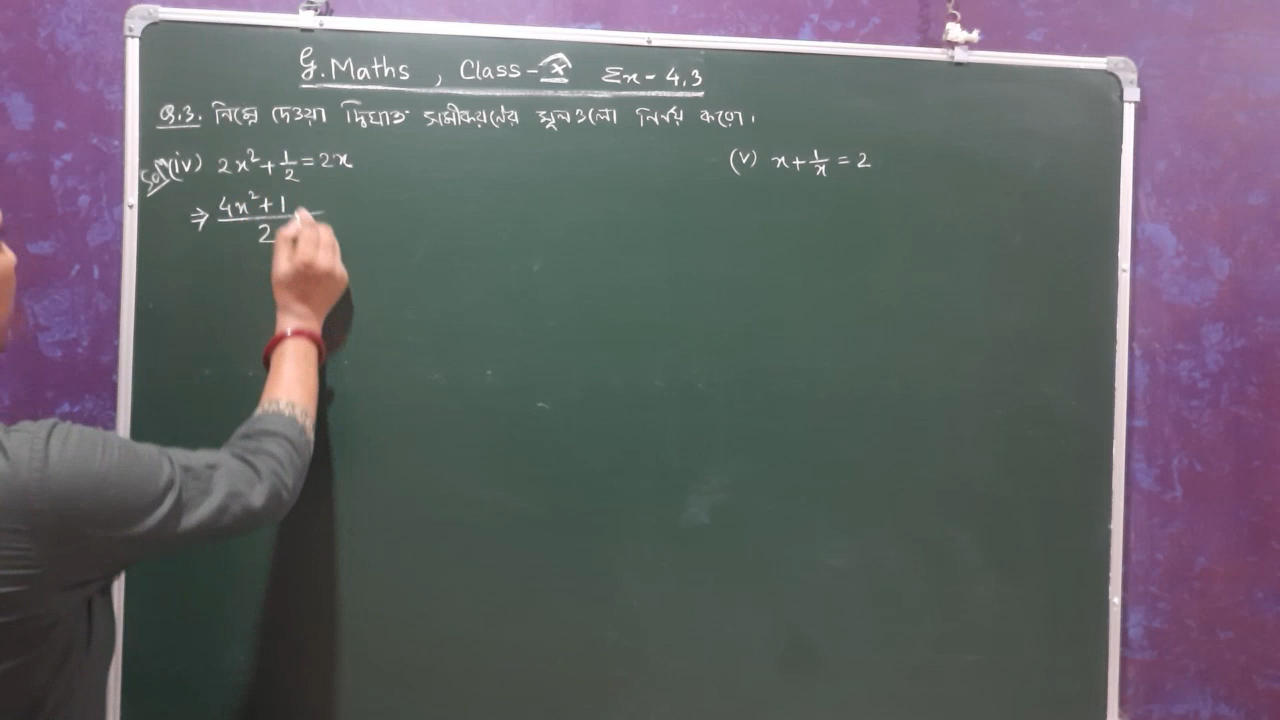 G. Maths , Class - X Ex - 4.3
Q.3. নিম্নে দেওয়া দ্বিঘাত সমীকরণের মূলগুলো নির্ণয় করো।
Solⁿ (iv) 2x² + 1/2 = 2x
(v) x + 1/x = 2
⇒ (4x² + 1)/2